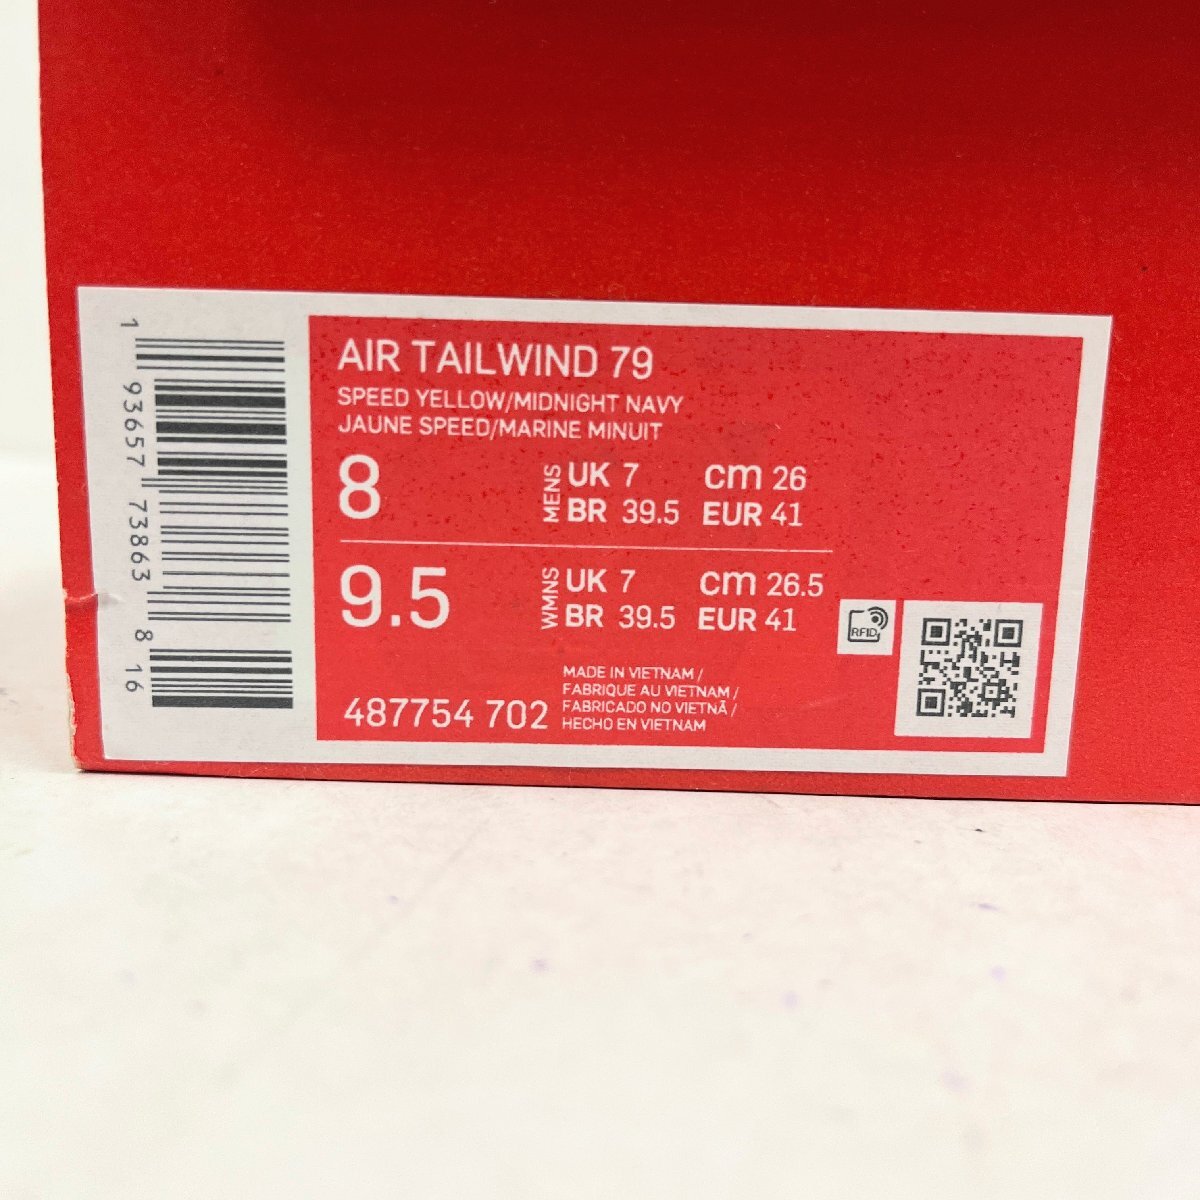 1 93657 73863 8 16
AIR TAILWIND 79
SPEED YELLOW/MIDNIGHT NAVY
JAUNE SPEED/MARINE MINUIT
8 MENS UK 7 cm 26
BR 39.5 EUR 41
9.5 WMNS UK 7 cm 26.5
BR 39.5 EUR 41
RFID
487754 702
MADE IN VIETNAM /
FABRIQUE AU VIETNAM /
FABRICADO NO VIETNÃ /
HECHO EN VIETNAM